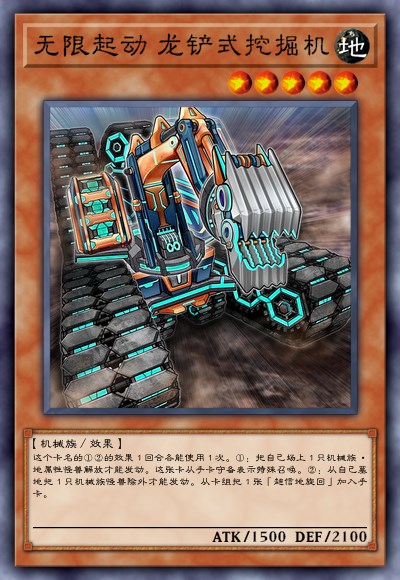 无限起动 龙铲式挖掘机
地
【机械族／效果】
这个卡名的①②的效果1回合各能使用1次。①：把自己场上1只机械族・
地属性怪兽解放才能发动。这张卡从手卡守备表示特殊召唤。②：从自己墓
地把1只机械族怪兽除外才能发动。从卡组把1张「超信地旋回」加入手
卡。
ATK/1500 DEF/2100